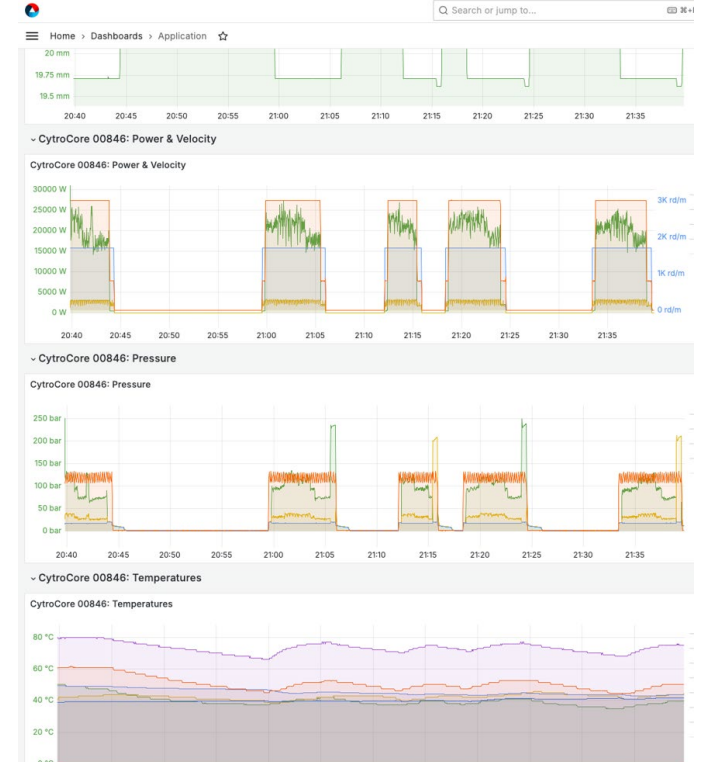 Search or jump to...
⌘+
Home › Dashboards › Application
20 mm
19.75 mm
19.5 mm
20:40 20:45 20:50 20:55 21:00 21:05 21:10 21:15 21:20 21:25 21:30 21:35
CytroCore 00846: Power & Velocity
CytroCore 00846: Power & Velocity
30000 W
25000 W
20000 W
15000 W
10000 W
5000 W
0 W
3K rd/m
2K rd/m
1K rd/m
0 rd/m
20:40 20:45 20:50 20:55 21:00 21:05 21:10 21:15 21:20 21:25 21:30 21:35
CytroCore 00846: Pressure
CytroCore 00846: Pressure
250 bar
200 bar
150 bar
100 bar
50 bar
0 bar
20:40 20:45 20:50 20:55 21:00 21:05 21:10 21:15 21:20 21:25 21:30 21:35
CytroCore 00846: Temperatures
CytroCore 00846: Temperatures
80 °C
60 °C
40 °C
20 °C